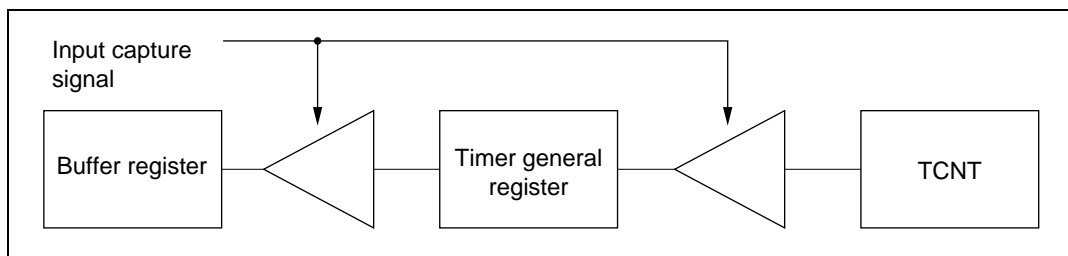 Input capture
signal
Buffer register
Timer general
register
TCNT